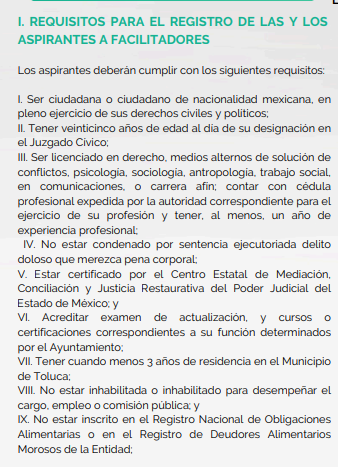 I. REQUISITOS PARA EL REGISTRO DE LAS Y LOS
ASPIRANTES A FACILITADORES
Los aspirantes deberán cumplir con los siguientes requisitos:
I. Ser ciudadana o ciudadano de nacionalidad mexicana, en
pleno ejercicio de sus derechos civiles y políticos;
II. Tener veinticinco años de edad al día de su designación en
el Juzgado Cívico;
III. Ser licenciado en derecho, medios alternos de solución de
conflictos, psicología, sociología, antropología, trabajo social,
en comunicaciones, o carrera afín; contar con cédula
profesional expedida por la autoridad correspondiente para el
ejercicio de su profesión y tener, al menos, un año de
experiencia profesional;
IV. No estar condenado por sentencia ejecutoriada delito
doloso que merezca pena corporal;
V. Estar certificado por el Centro Estatal de Mediación,
Conciliación y Justicia Restaurativa del Poder Judicial del
Estado de México; y
VI. Acreditar examen de actualización, y cursos o
certificaciones correspondientes a su función determinados
por el Ayuntamiento;
VII. Tener cuando menos 3 años de residencia en el Municipio
de Toluca;
VIII. No estar inhabilitada o inhabilitado para desempeñar el
cargo, empleo o comisión pública; y
IX. No estar inscrito en el Registro Nacional de Obligaciones
Alimentarias o en el Registro de Deudores Alimentarios
Morosos de la Entidad;